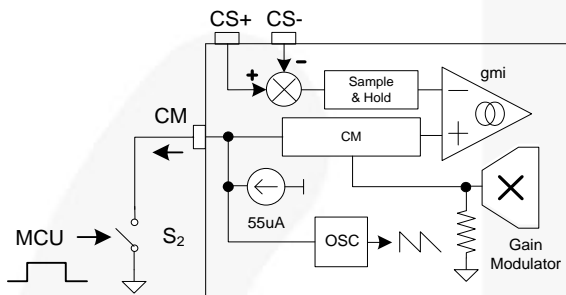 CS+ CS-
+ -
gmi
Sample
& Hold
CM
CM
55uA
MCU
S2
OSC
Gain
Modulator